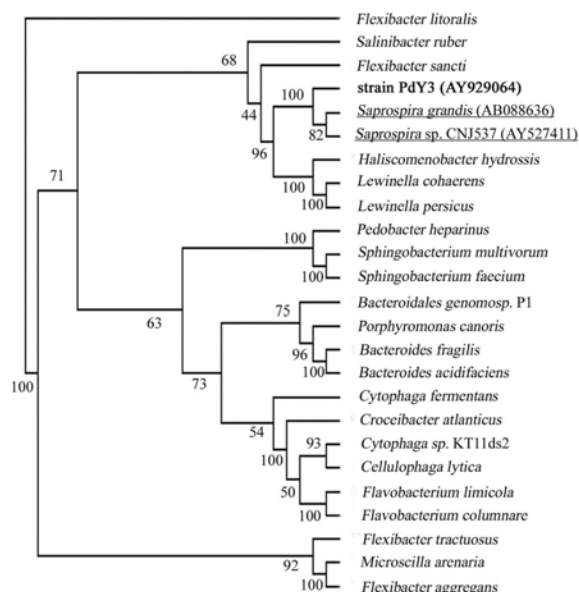 Flexibacter litoralis
Salinibacter ruber
68
Flexibacter sancti
strain PdY3 (AY929064)
100
Saprospira grandis (AB088636)
44
82
Saprospira sp. CNJ537 (AY527411)
96
Haliscomenobacter hydrossis
71
100
Lewinella cohaerens
100
Lewinella persicus
Pedobacter heparinus
100
Sphingobacterium multivorum
100
Sphingobacterium faecium
Bacteroidales genomosp. P1
75
63
Porphyromonas canoris
96
Bacteroides fragilis
100
Bacteroides acidifaciens
100
73
Cytophaga fermentans
Croceibacter atlanticus
54
93
Cytophaga sp. KT11ds2
100
Cellulophaga lytica
50
Flavobacterium limicola
100
Flavobacterium columnare
Flexibacter tractuosus
92
Microscilla arenaria
100
Flexibacter aggregans